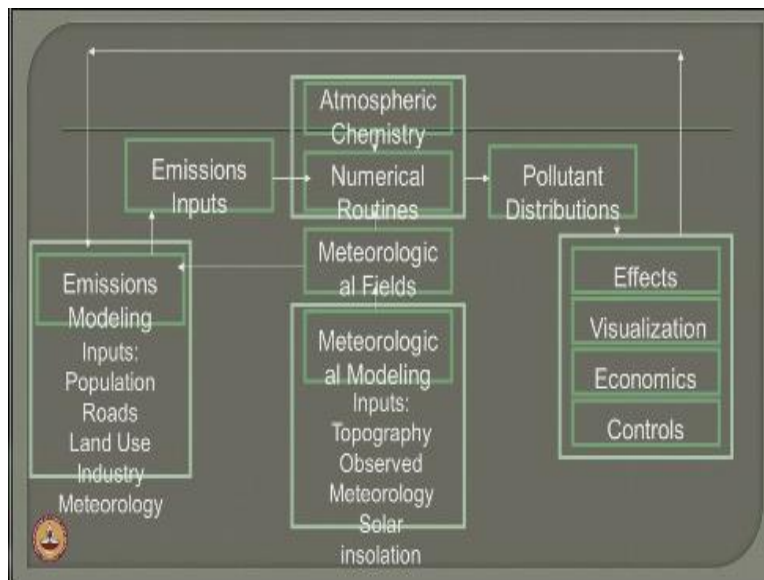 Atmospheric
Chemistry
Numerical
Routines
Emissions
Inputs
Pollutant
Distributions
Meteorologic
al Fields
Emissions
Modeling
Inputs:
Population
Roads
Land Use
Industry
Meteorology
Meteorologic
al Modeling
Inputs:
Topography
Observed
Meteorology
Solar
insolation
Effects
Visualization
Economics
Controls